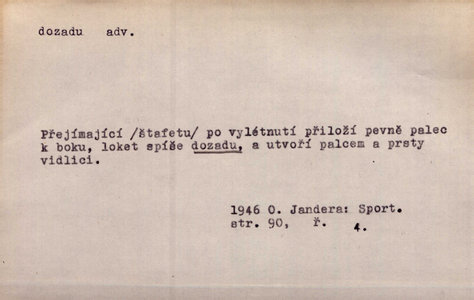 dozadu adv.
Přejímající /štafetu/ po vylétnutí přiloží pevně palec
k boku, loket spíše dozadu, a utvoří palcem a prsty
vidlici.
1946 O. Jandera: Sport.
str. 90, ř. 4.